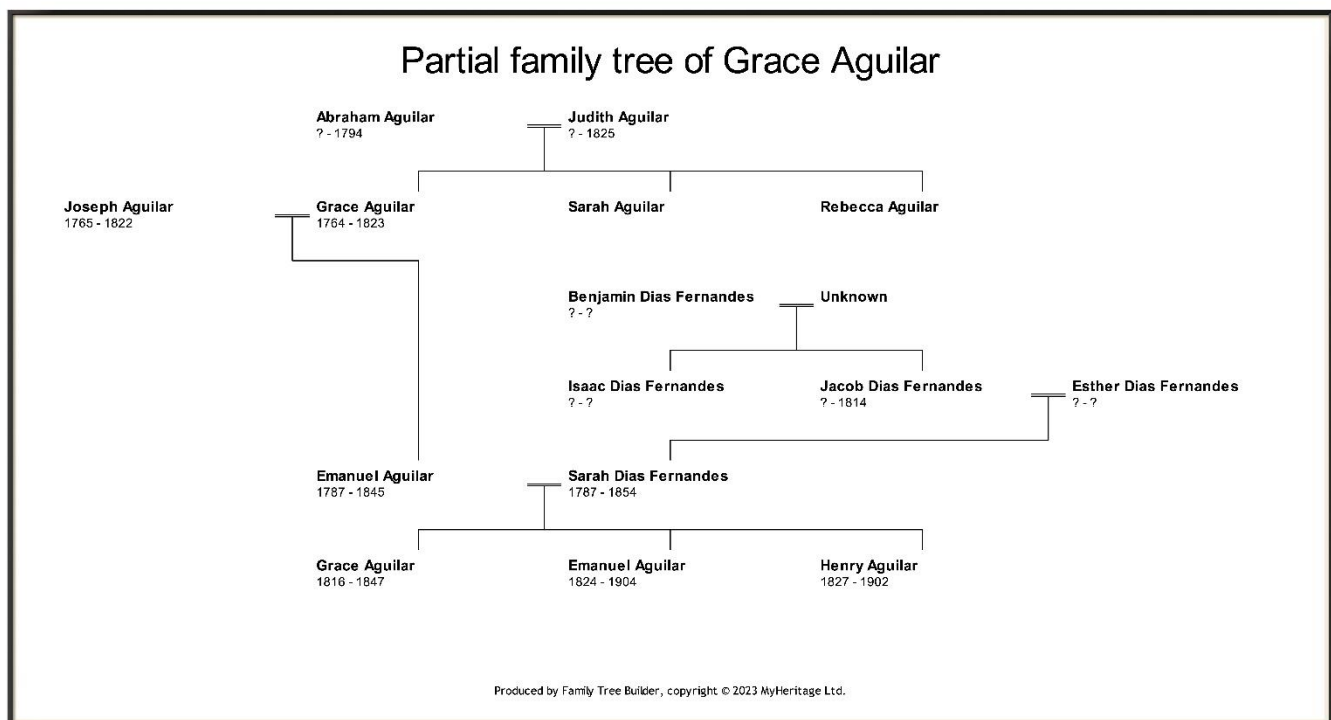 Partial family tree of Grace Aguilar
Abraham Aguilar
? - 1794
Judith Aguilar
? - 1825
Joseph Aguilar
1765 - 1822
Grace Aguilar
1764 - 1823
Sarah Aguilar
Rebecca Aguilar
Benjamin Dias Fernandes
? - ?
Unknown
Isaac Dias Fernandes
? - ?
Jacob Dias Fernandes
? - 1814
Esther Dias Fernandes
? - ?
Emanuel Aguilar
1787 - 1845
Sarah Dias Fernandes
1787 - 1854
Grace Aguilar
1816 - 1847
Emanuel Aguilar
1824 - 1904
Henry Aguilar
1827 - 1902
Produced by Family Tree Builder, copyright © 2023 MyHeritage Ltd.